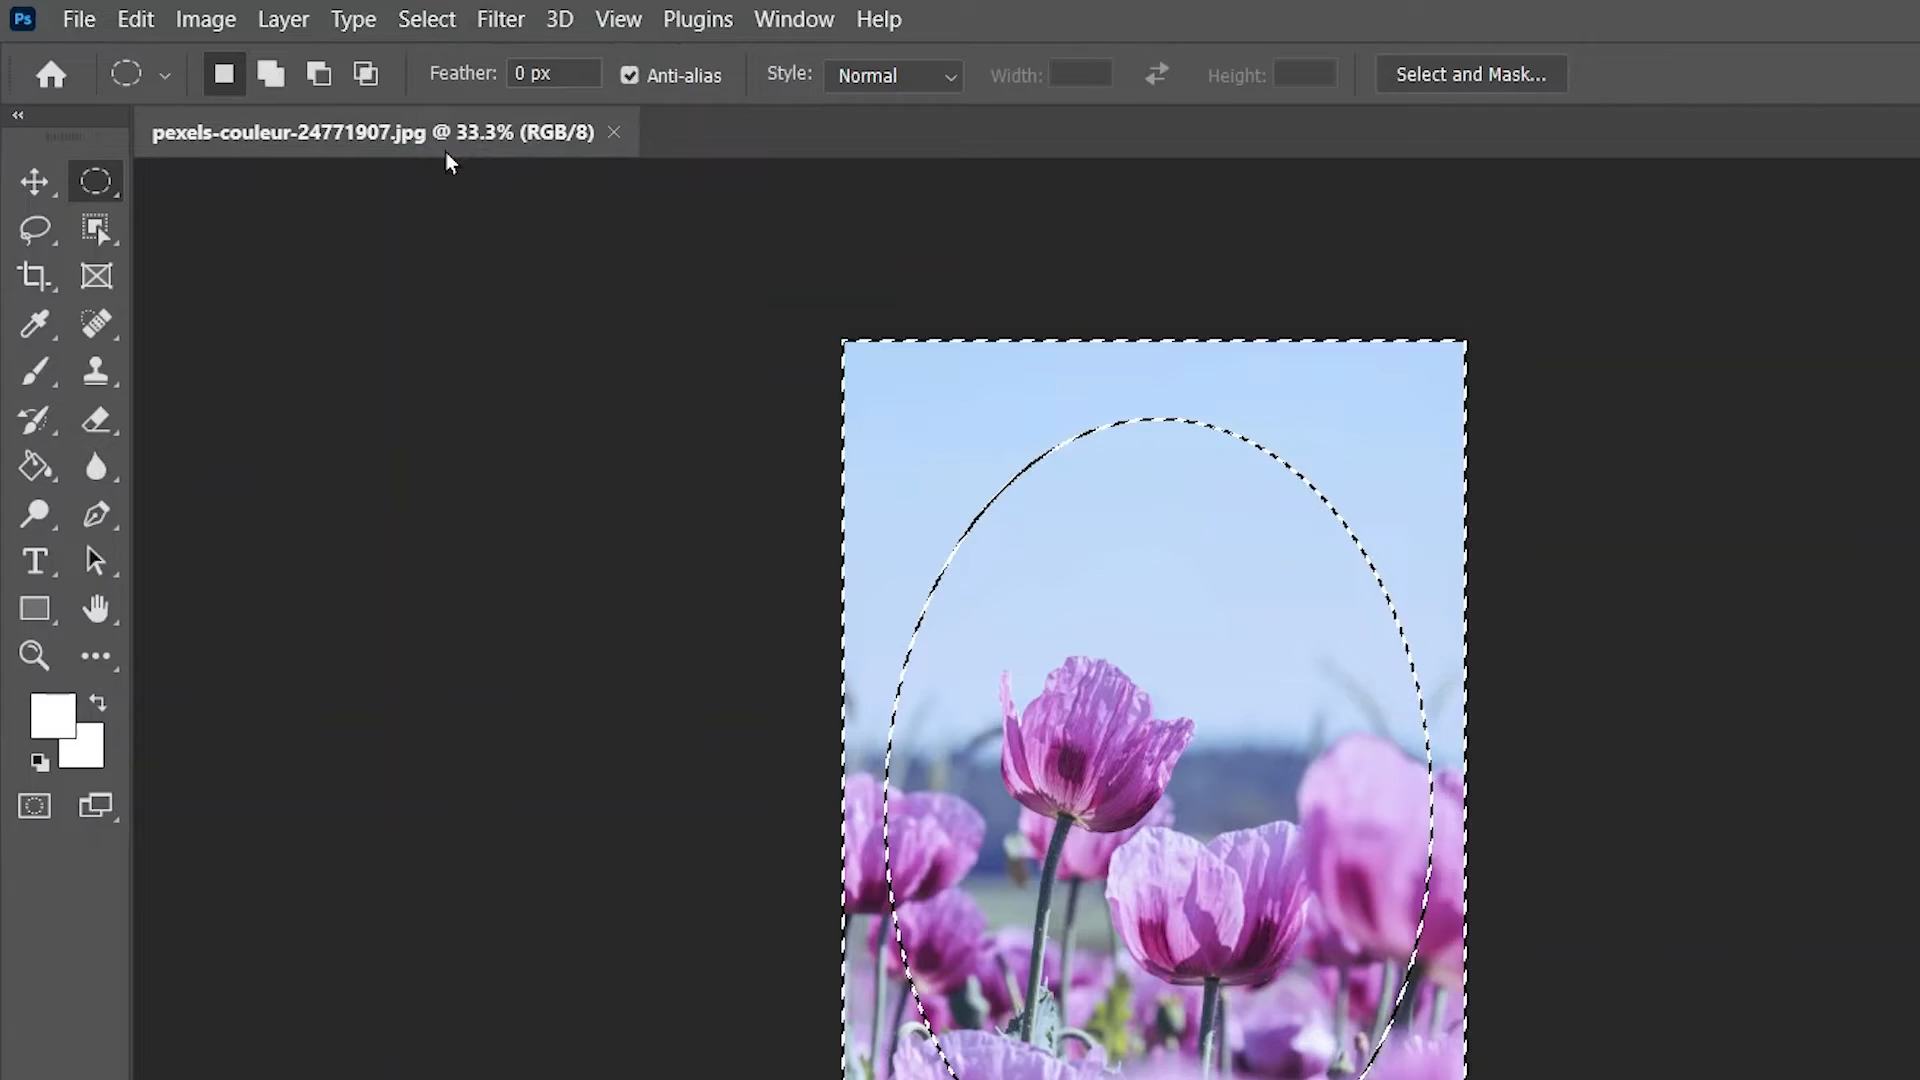 Ps File Edit Image Layer Type Select Filter 3D View Plugins Window Help
Feather: 0 px Anti-alias Style: Normal Width: Height: Select and Mask...
pexels-couleur-24771907.jpg @ 33.3% (RGB/8)
T